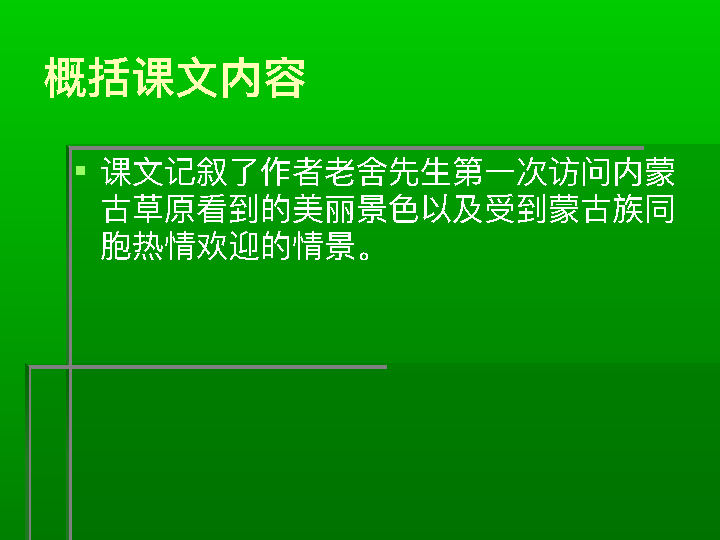 概括课文内容
课文记叙了作者老舍先生第一次访问内蒙
古草原看到的美丽景色以及受到蒙古族同
胞热情欢迎的情景。